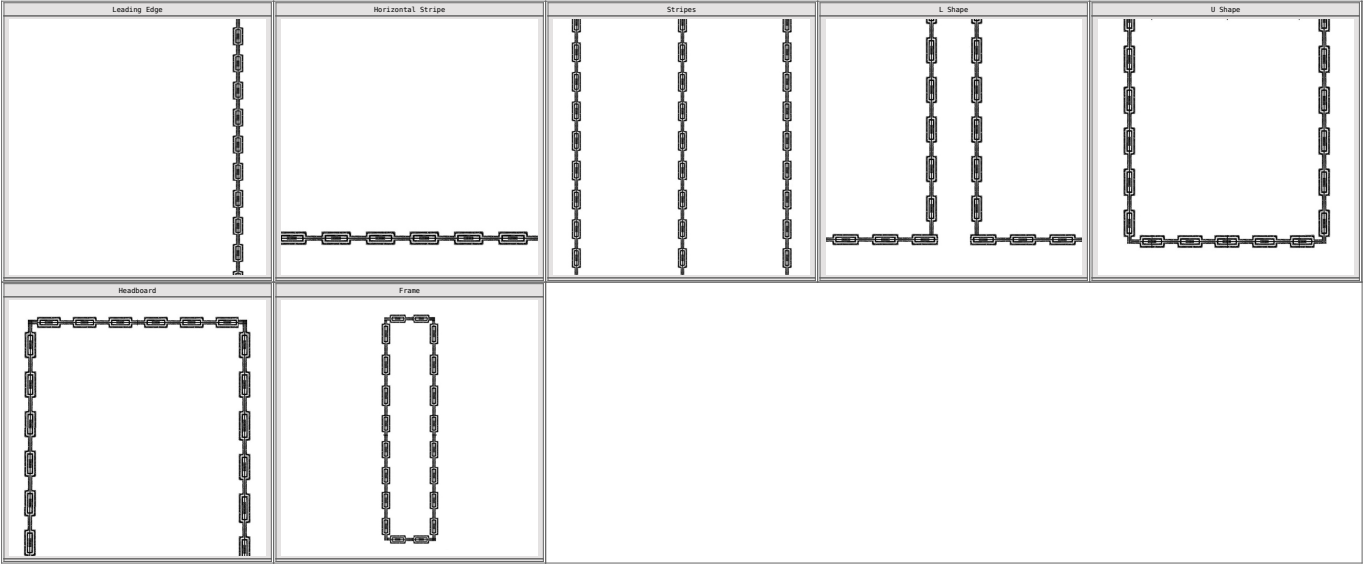 Leading Edge
Horizontal Stripe
Stripes
L Shape
U Shape
Headboard
Frame